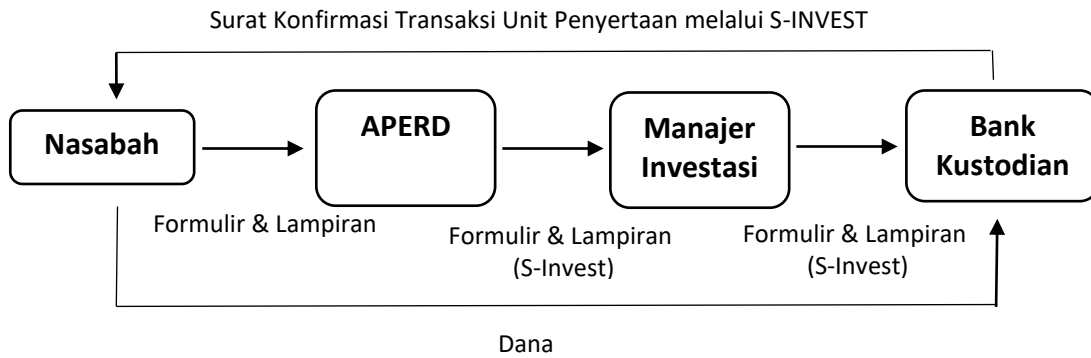 Surat Konfirmasi Transaksi Unit Penyertaan melalui S-INVEST
Nasabah
APERD
Manajer
Investasi
Bank
Kustodian
Formulir & Lampiran
Formulir & Lampiran
(S-Invest)
Formulir & Lampiran
(S-Invest)
Dana